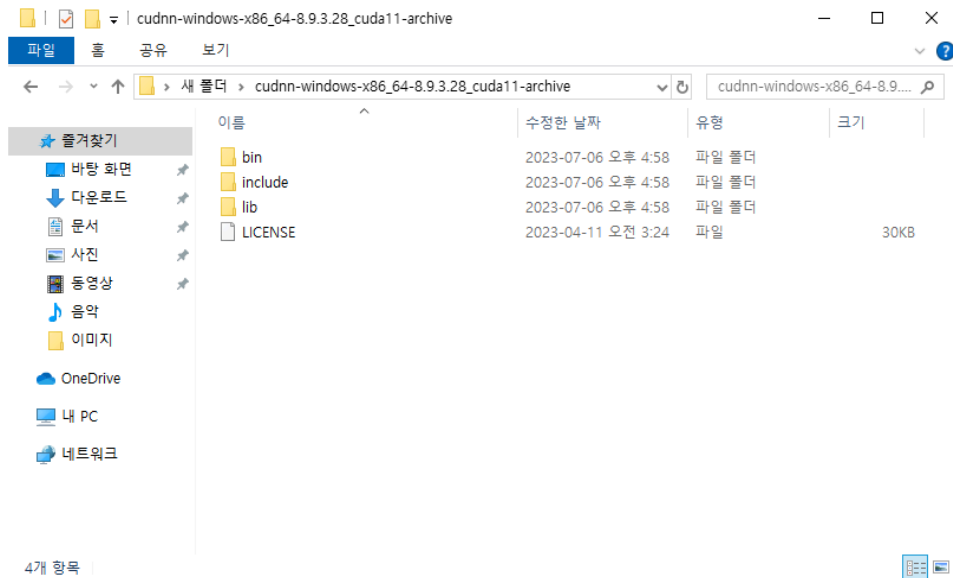 cudnn-windows-x86_64-8.9.3.28_cuda11-archive
파일 홈 공유 보기
새 폴더 > cudnn-windows-x86_64-8.9.3.28_cuda11-archive
cudnn-windows-x86_64-8.9....
이름 수정한 날짜 유형 크기
즐겨찾기
바탕 화면
다운로드
문서
사진
동영상
음악
이미지
OneDrive
내 PC
네트워크
bin 2023-07-06 오후 4:58 파일 폴더
include 2023-07-06 오후 4:58 파일 폴더
lib 2023-07-06 오후 4:58 파일 폴더
LICENSE 2023-04-11 오전 3:24 파일 30KB
4개 항목